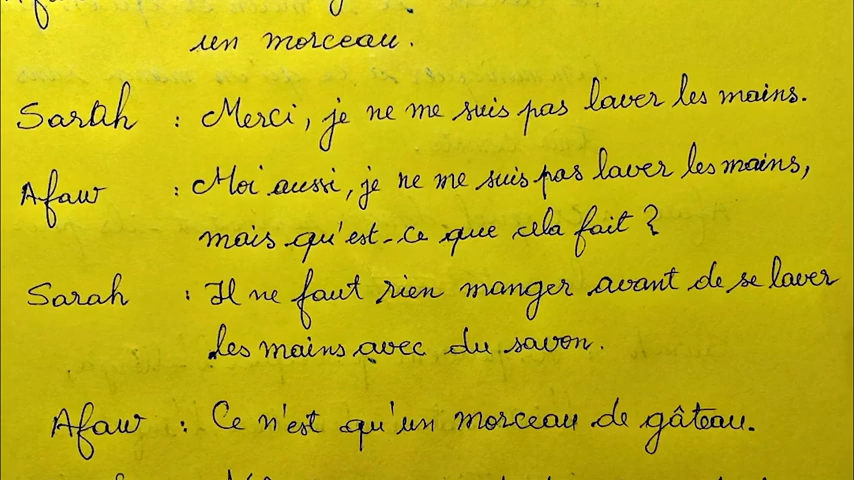 un morceau.
Sarah : Merci, je ne me suis pas laver les mains.
Afaw : Moi aussi, je ne me suis pas laver les mains,
mais qu'est-ce que cela fait ?
Sarah : Il ne faut rien manger avant de se laver
les mains avec du savon.
Afaw : Ce n'est qu'un morceau de gâteau.